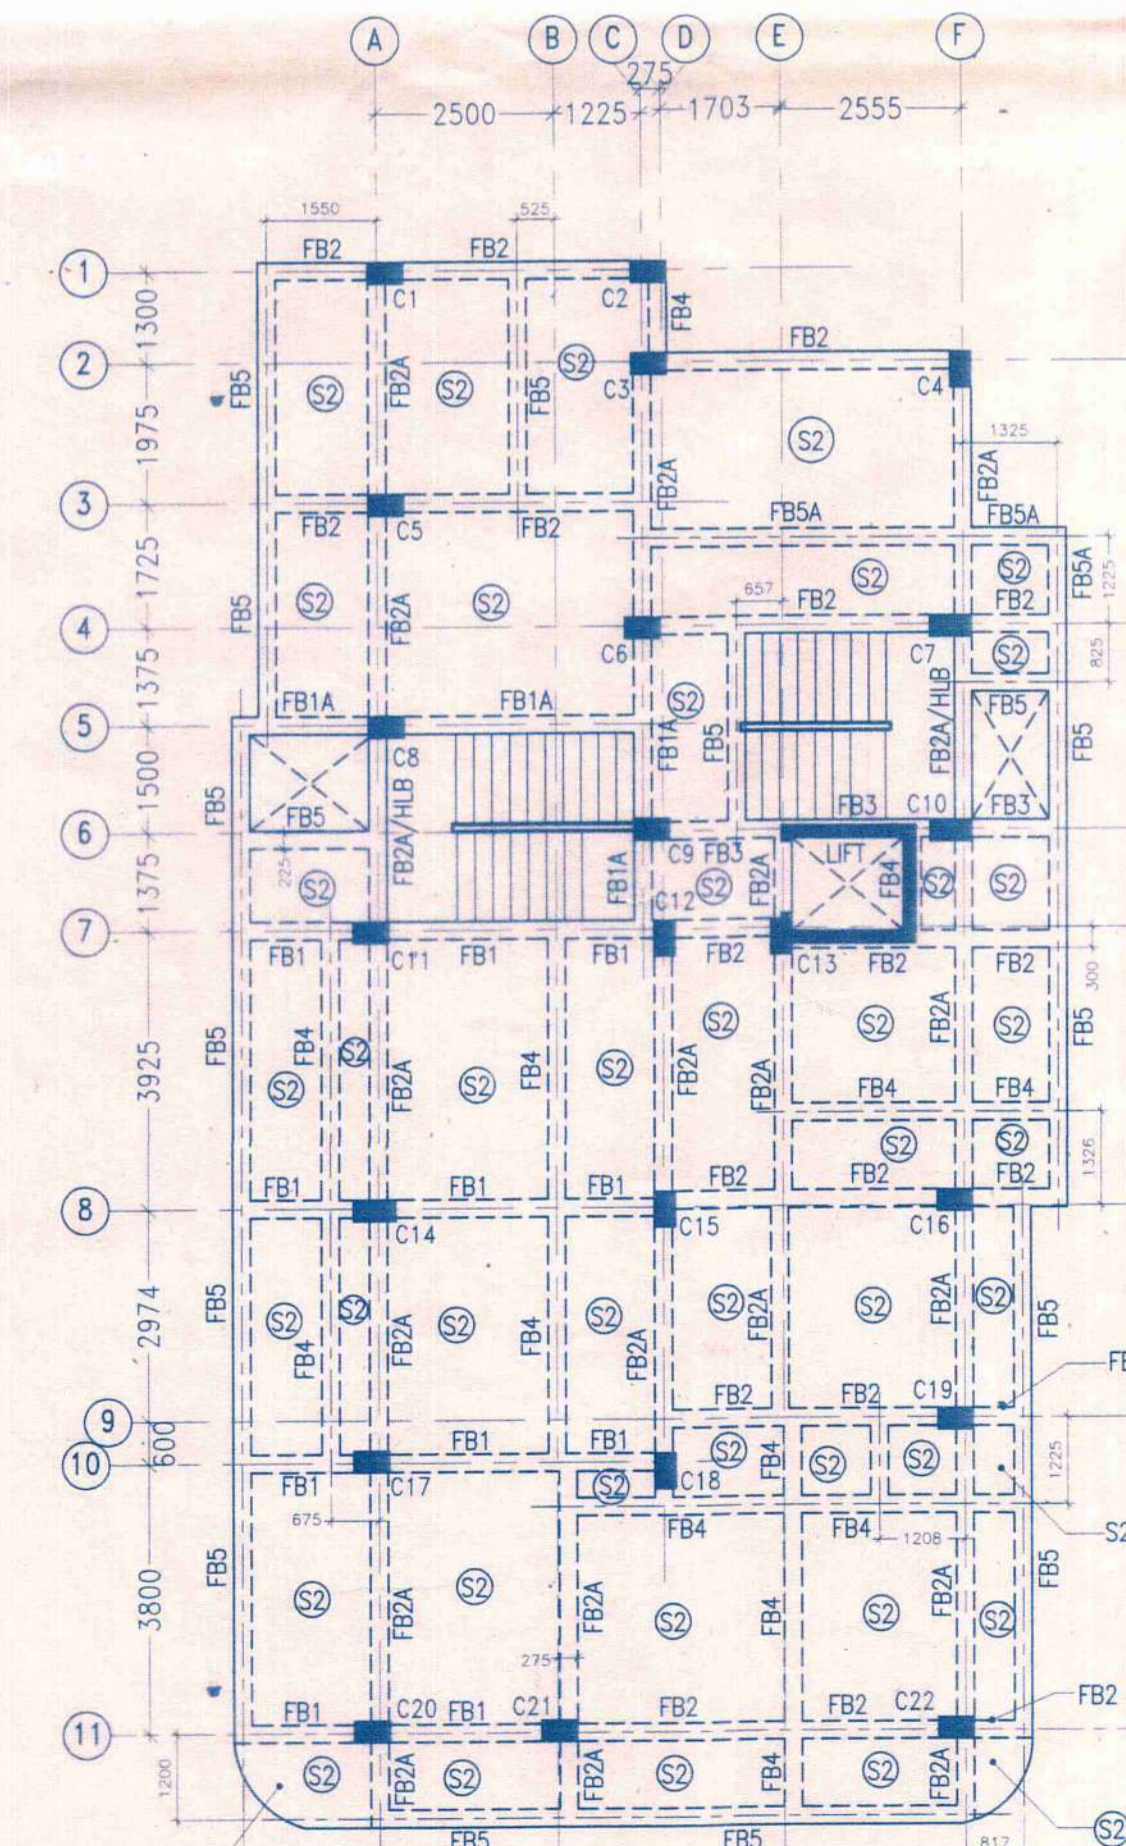 A B C D E F
275
2500 1225 1703 2555
1550 525
FB2 FB2
1
C1 C2 FB4
1300
FB2
2
C3 C4
FB5 S2 FB2A S2 FB5 S2
1975
S2 1325
FB2A FB2A
3
FB2 C5 FB2 FB5A FB5A
1725
S2 S2 FB5A 1225
FB5 S2 FB2A S2 657 FB2 FB2
4
C6 C7
S2 825
1375
S2
FB1A FB1A FB1A FB5 FB2A/HLB FB5 FB5
5
C8
1500
FB5 FB5 FB2A/HLB FB3 C10 FB3
6
C9 FB3 LIFT
225 S2 FB1A S2 FB2A FB4 S2 S2
1375
C12
7
FB1 C11 FB1 FB1 FB2 C13 FB2 FB2
300
FB5 FB4 S2 S2 S2 S2 FB2A S2 FB5
S2 FB2A S2 FB4 FB2A FB2A FB4 FB4
3925
S2 S2 1326
FB1 FB1 FB1 FB2 FB2 FB2
8
C14 C15 C16
FB5 S2 S2 S2 S2 S2 S2 FB2A S2 FB5
FB4 FB2A FB4 FB2A FB2A
2974
FB2 FB2 C19 FB
9
600
FB1 FB1 S2 FB4 S2 S2 1225
10
FB1 C17 S2 C18
675 FB4 FB4 1208 S2
FB5 S2 FB2A S2 FB2A S2 FB4 S2 FB2A S2 FB5
3800
275
FB1 C20 FB1 C21 FB2 FB2 C22 FB2
11
1200 S2 FB2A S2 FB2A S2 FB4 S2 FB2A
S2
FB5 FB5 817